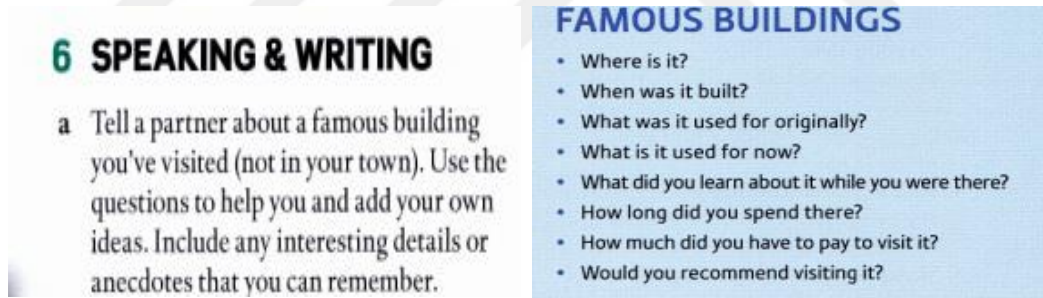 6 SPEAKING & WRITING
a Tell a partner about a famous building
you've visited (not in your town). Use the
questions to help you and add your own
ideas. Include any interesting details or
anecdotes that you can remember.
FAMOUS BUILDINGS
• Where is it?
• When was it built?
• What was it used for originally?
• What is it used for now?
• What did you learn about it while you were there?
• How long did you spend there?
• How much did you have to pay to visit it?
• Would you recommend visiting it?